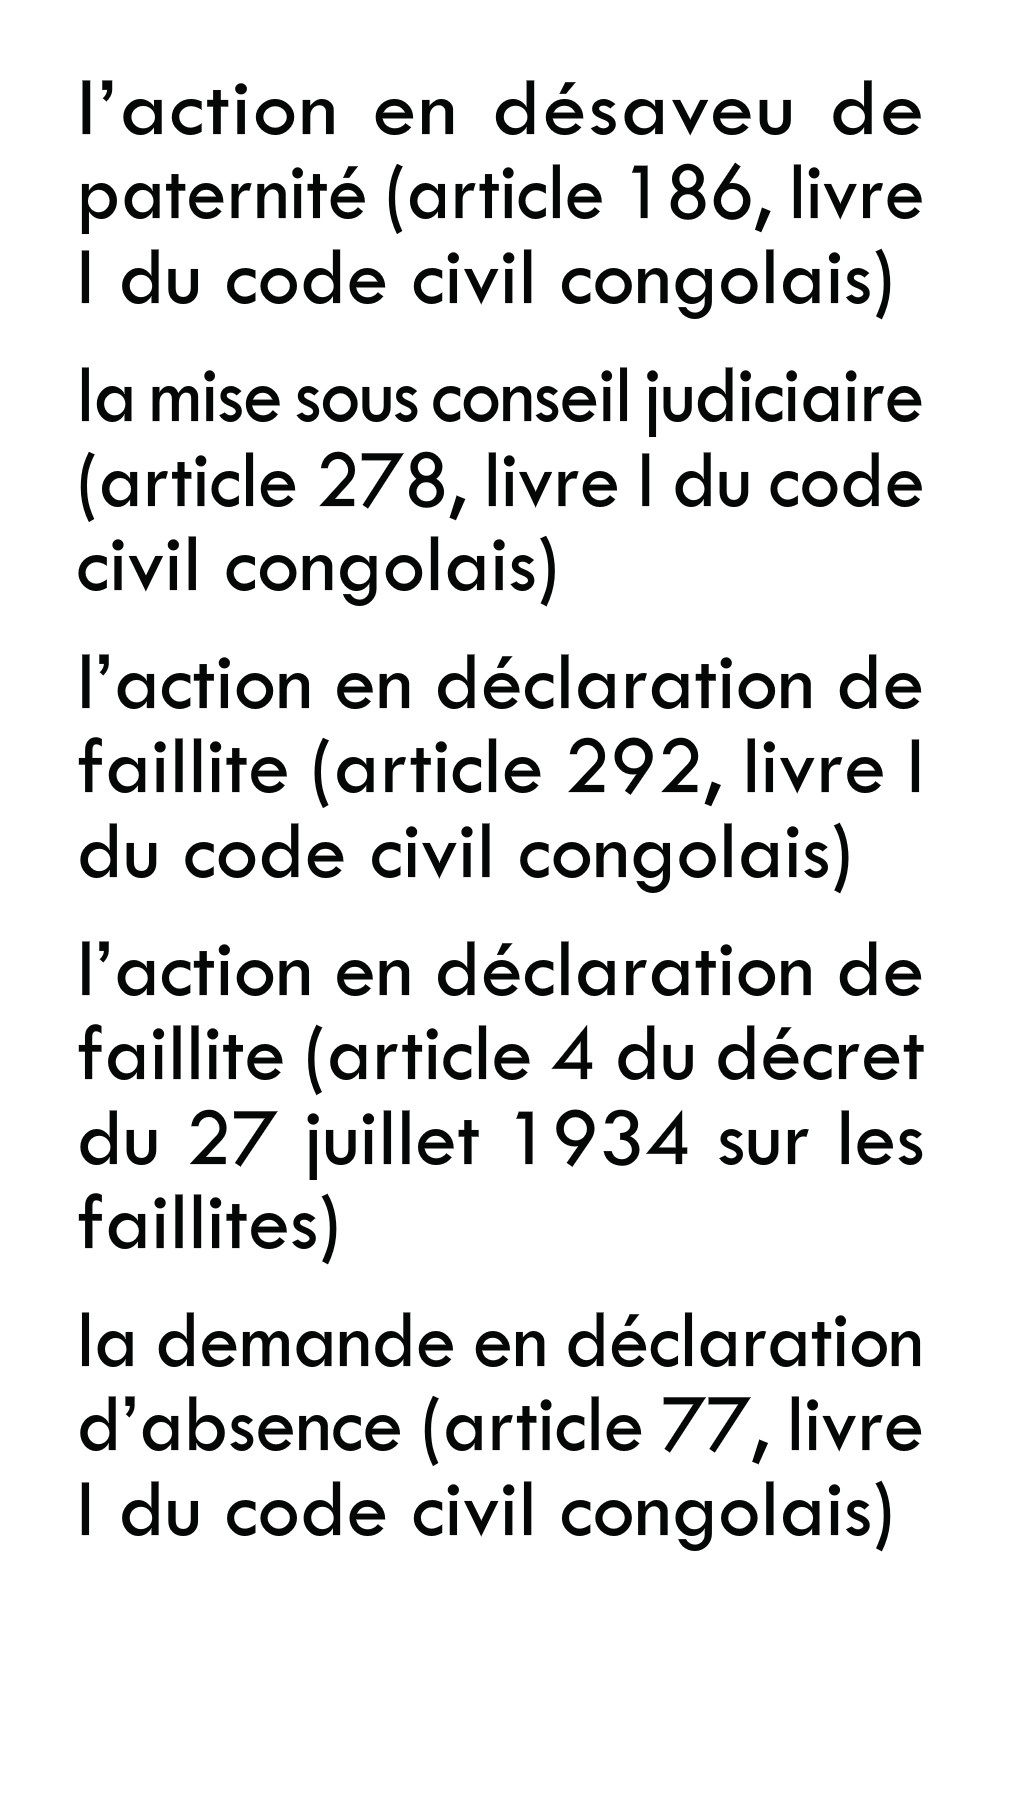 l’action en désaveu de
paternité (article 186, livre
I du code civil congolais)
la mise sous conseil judiciaire
(article 278, livre I du code
civil congolais)
l’action en déclaration de
faillite (article 292, livre I
du code civil congolais)
l’action en déclaration de
faillite (article 4 du décret
du 27 juillet 1934 sur les
faillites)
la demande en déclaration
d’absence (article 77, livre
I du code civil congolais)